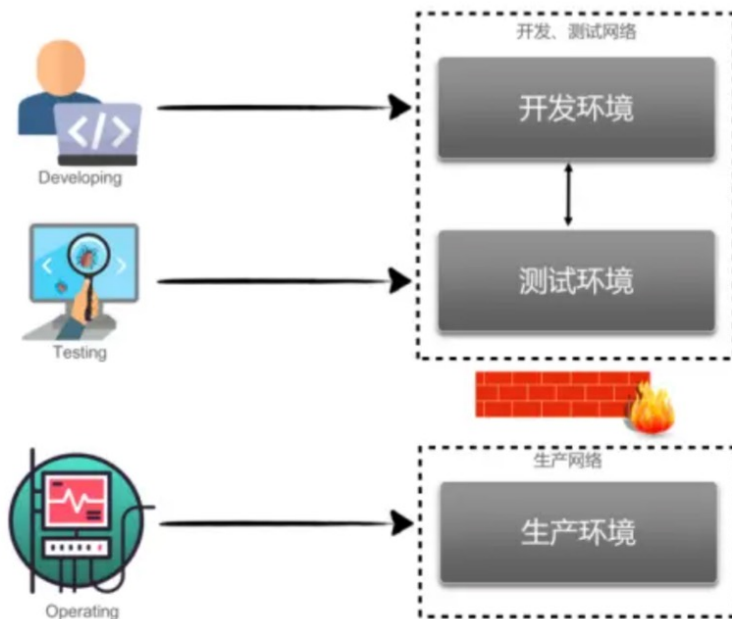 开发、测试网络
开发环境
</>
Developing
测试环境
Testing
生产网络
生产环境
Operating